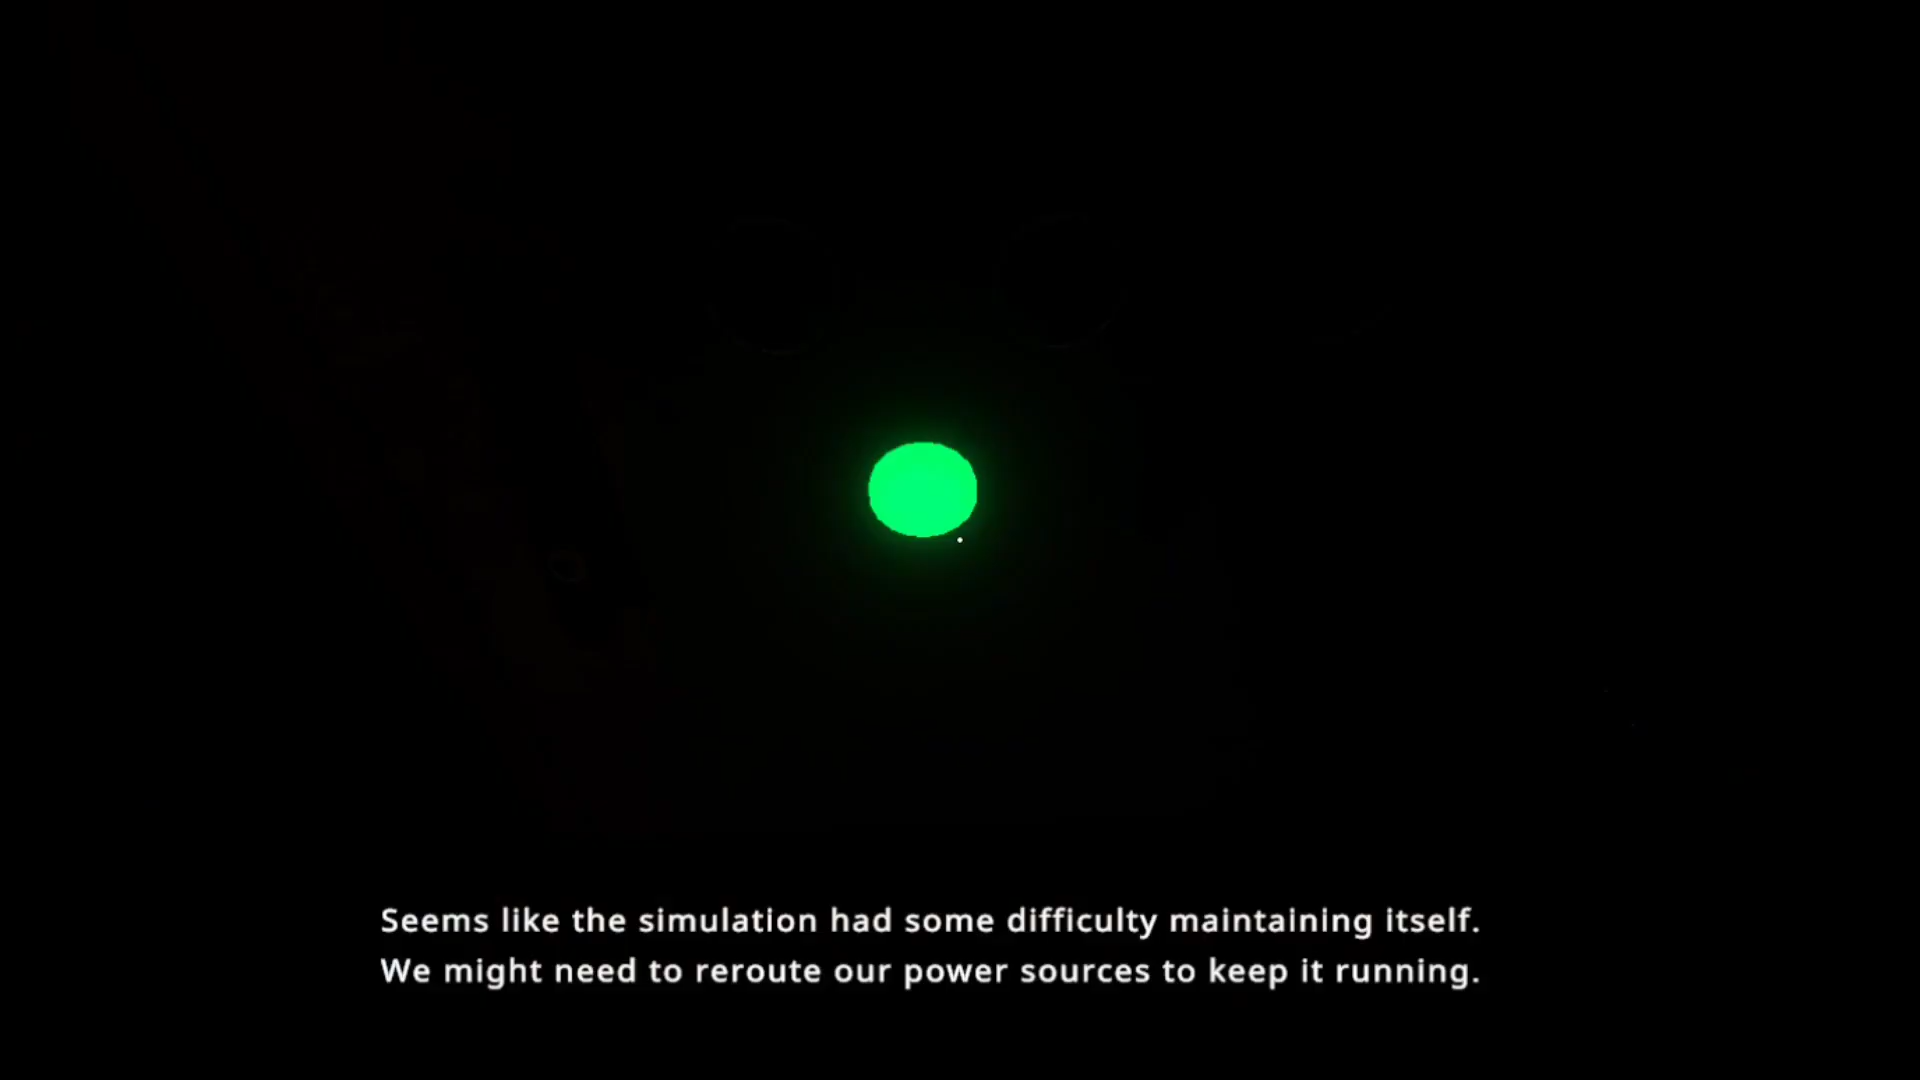 Seems like the simulation had some difficulty maintaining itself.
We might need to reroute our power sources to keep it running.